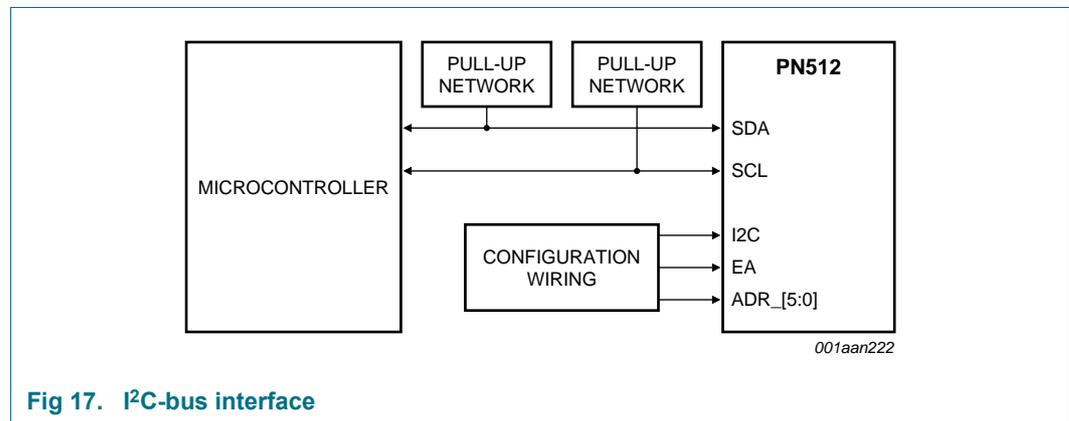 PULL-UP
NETWORK
PULL-UP
NETWORK
PN512
SDA
MICROCONTROLLER
SCL
I2C
CONFIGURATION
WIRING
EA
ADR_[5:0]
001aan222
Fig 17. I²C-bus interface